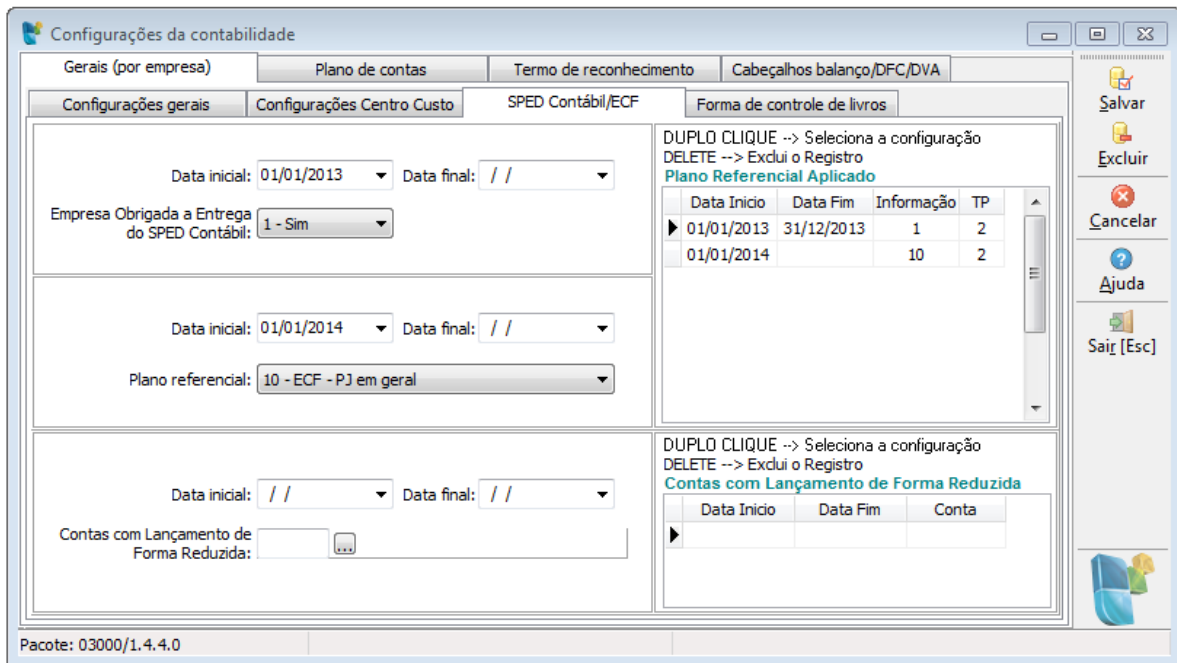 Configurações da contabilidade
Gerais (por empresa) Plano de contas Termo de reconhecimento Cabeçalhos balanço/DFC/DVA
Configurações gerais Configurações Centro Custo SPED Contábil/ECF Forma de controle de livros
Data inicial: 01/01/2013 Data final: / /
Empresa Obrigada a Entrega
do SPED Contábil: 1 - Sim
Data inicial: 01/01/2014 Data final: / /
Plano referencial: 10 - ECF - PJ em geral
Data inicial: / / Data final: / /
Contas com Lançamento de
Forma Reduzida: ...
DUPLO CLIQUE --> Seleciona a configuração
DELETE --> Exclui o Registro
Plano Referencial Aplicado
Data Inicio Data Fim Informação TP
01/01/2013 31/12/2013 1 2
01/01/2014 10 2
DUPLO CLIQUE --> Seleciona a configuração
DELETE --> Exclui o Registro
Contas com Lançamento de Forma Reduzida
Data Inicio Data Fim Conta
Salvar
Excluir
Cancelar
Ajuda
Sair [Esc]
Pacote: 03000/1.4.4.0